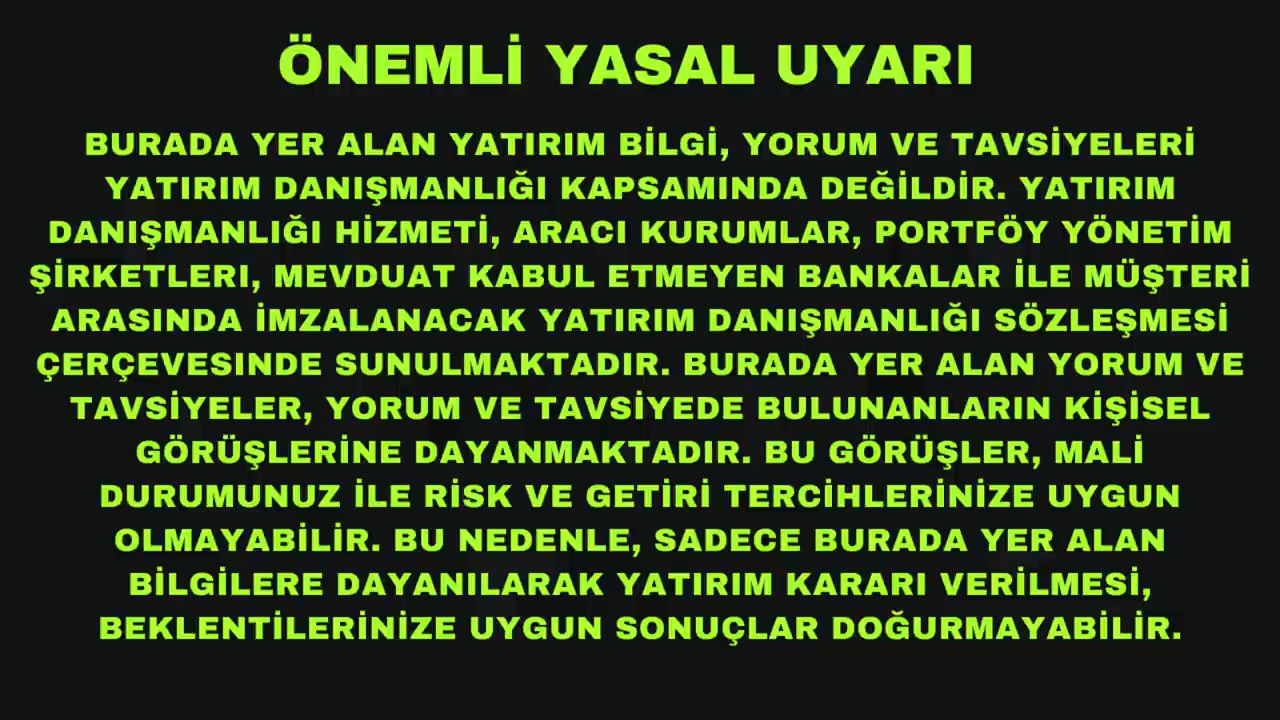 ÖNEMLİ YASAL UYARI
BURADA YER ALAN YATIRIM BİLGİ, YORUM VE TAVSİYELERİ
YATIRIM DANIŞMANLIĞI KAPSAMINDA DEĞİLDİR. YATIRIM
DANIŞMANLIĞI HİZMETİ, ARACI KURUMLAR, PORTFÖY YÖNETİM
ŞİRKETLERI, MEVDUAT KABUL ETMEYEN BANKALAR İLE MÜŞTERİ
ARASINDA İMZALANACAK YATIRIM DANIŞMANLIĞI SÖZLEŞMESİ
ÇERÇEVESINDE SUNULMAKTADIR. BURADA YER ALAN YORUM VE
TAVSİYELER, YORUM VE TAVSİYEDE BULUNANLARIN KİŞİSEL
GÖRÜŞLERİNE DAYANMAKTADIR. BU GÖRÜŞLER, MALİ
DURUMUNUZ İLE RİSK VE GETİRİ TERCİHLERİNİZE UYGUN
OLMAYABİLİR. BU NEDENLE, SADECE BURADA YER ALAN
BİLGİLERE DAYANILARAK YATIRIM KARARI VERİLMESİ,
BEKLENTİLERİNİZE UYGUN SONUÇLAR DOĞURMAYABİLİR.